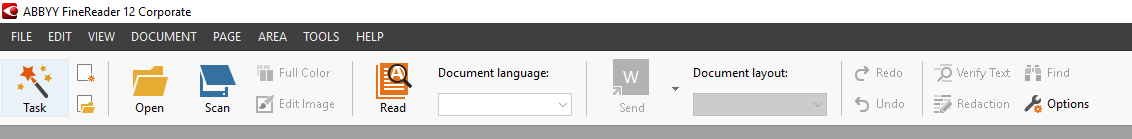 ABBYY FineReader 12 Corporate
FILE EDIT VIEW DOCUMENT PAGE AREA TOOLS HELP
Task
Open
Scan
Full Color
Edit Image
A
Read
Document language:
W
Send
Document layout:
Redo
Undo
Verify Text
Redaction
Find
Options